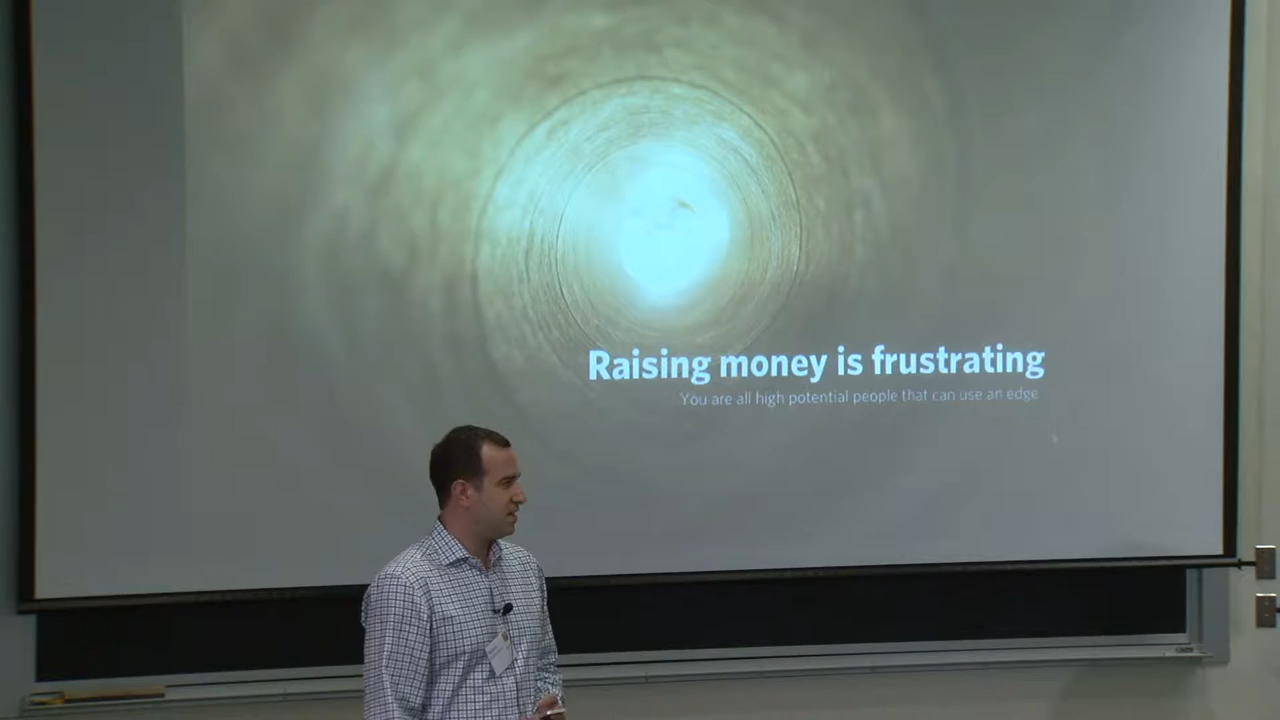 Raising money is frustrating
You are all high potential people that can use an edge